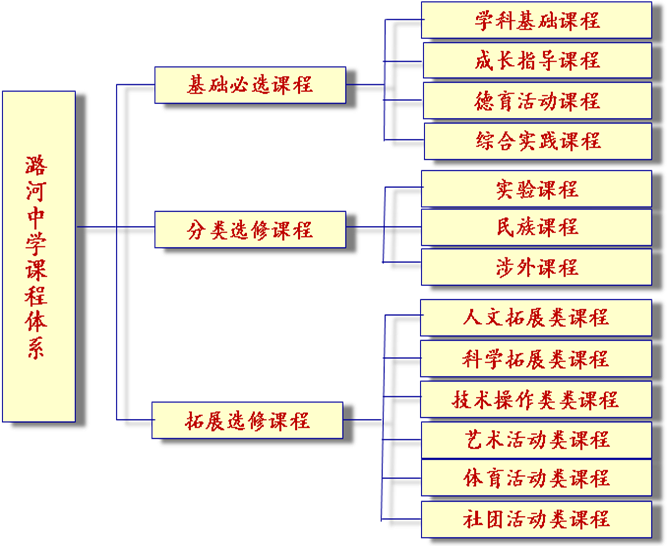 潞河中学课程体系
基础必选课程
学科基础课程
成长指导课程
德育活动课程
综合实践课程
分类选修课程
实验课程
民族课程
涉外课程
拓展选修课程
人文拓展类课程
科学拓展类课程
技术操作类类课程
艺术活动类课程
体育活动类课程
社团活动类课程